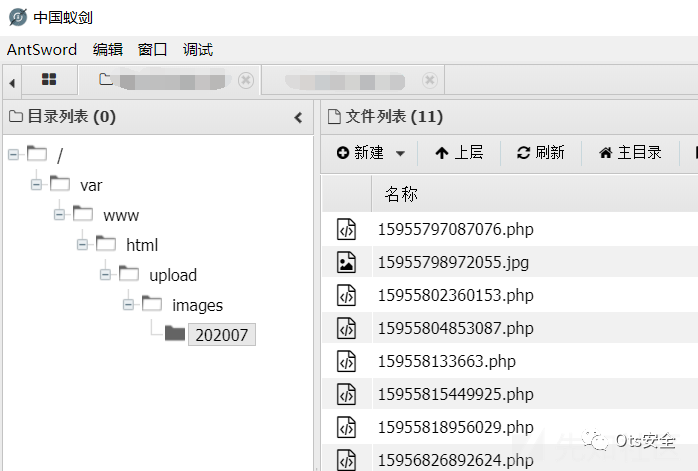 中国蚁剑
AntSword 编辑 窗口 调试
目录列表 (0)
/
var
www
html
upload
images
202007
文件列表 (11)
新建 上层 刷新 主目录
名称
15955797087076.php
15955798972055.jpg
15955802360153.php
15955804853087.php
159558133663.php
15955815449925.php
15955818956029.php
15956826892624.php
Ots安全